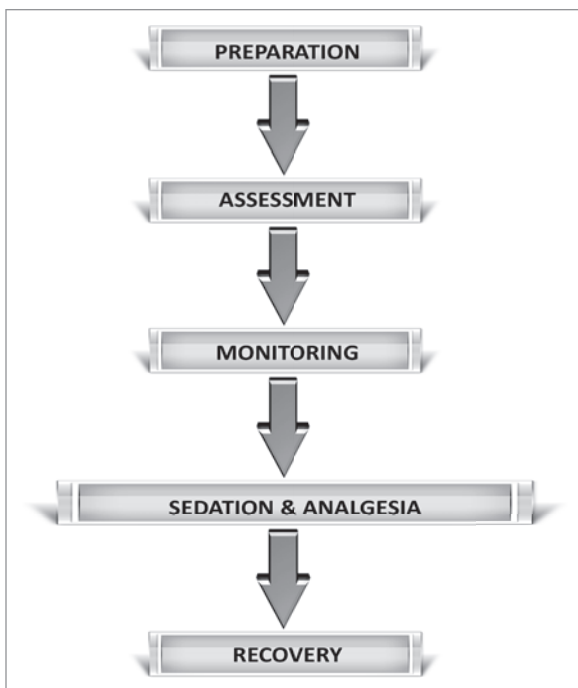 PREPARATION
ASSESSMENT
MONITORING
SEDATION & ANALGESIA
RECOVERY